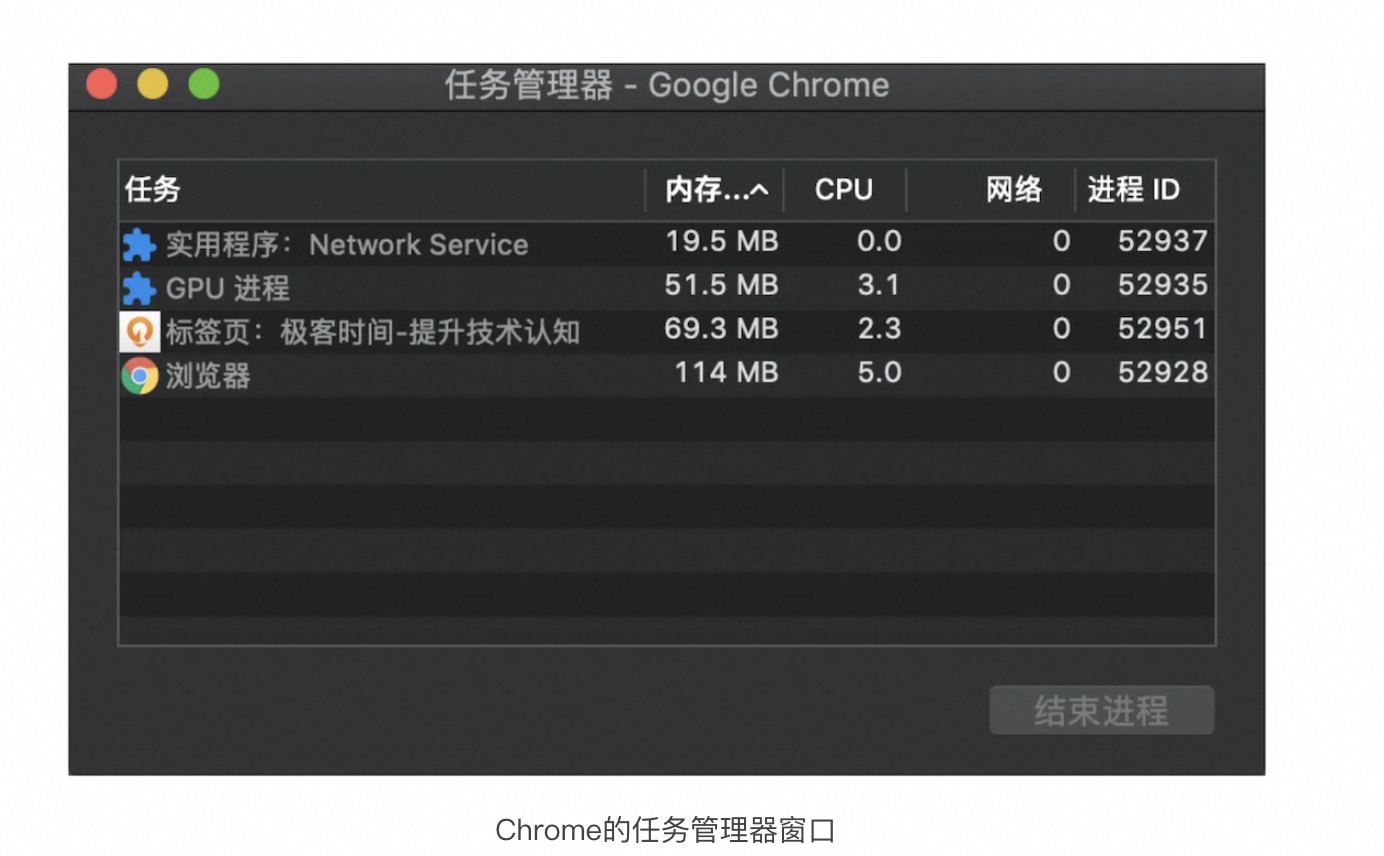 任务管理器 - Google Chrome
任务 内存... CPU 网络 进程 ID
实用程序：Network Service 19.5 MB 0.0 0 52937
GPU 进程 51.5 MB 3.1 0 52935
标签页：极客时间-提升技术认知 69.3 MB 2.3 0 52951
浏览器 114 MB 5.0 0 52928
结束进程
Chrome的任务管理器窗口